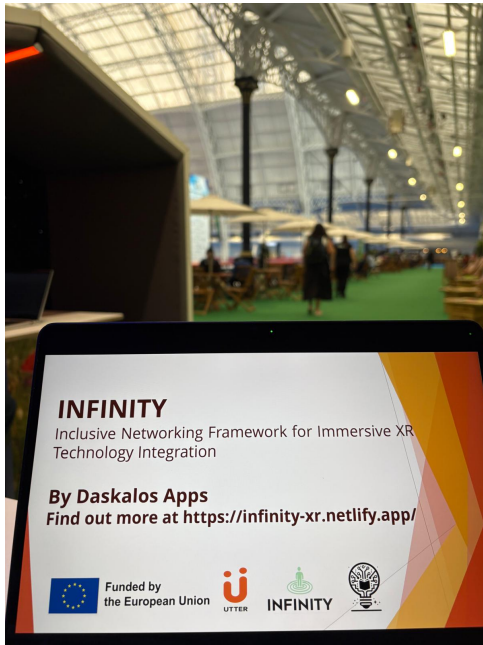 INFINITY
Inclusive Networking Framework for Immersive XR
Technology Integration
By Daskalos Apps
Find out more at https://infinity-xr.netlify.app/
Funded by
the European Union
UTTER
INFINITY